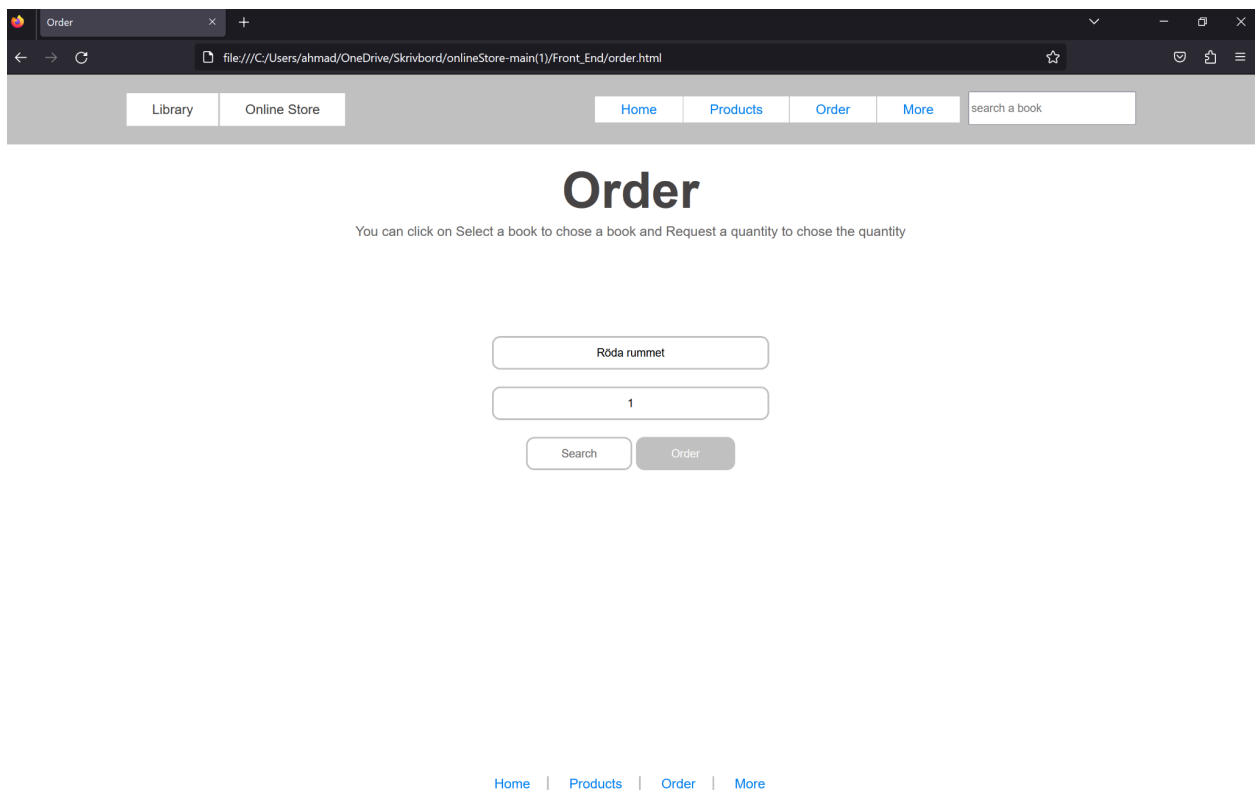 Order
file:///C:/Users/ahmad/OneDrive/Skrivbord/onlineStore-main(1)/Front_End/order.html
Library Online Store Home Products Order More search a book
Order
You can click on Select a book to chose a book and Request a quantity to chose the quantity
Röda rummet
1
Search Order
Home | Products | Order | More